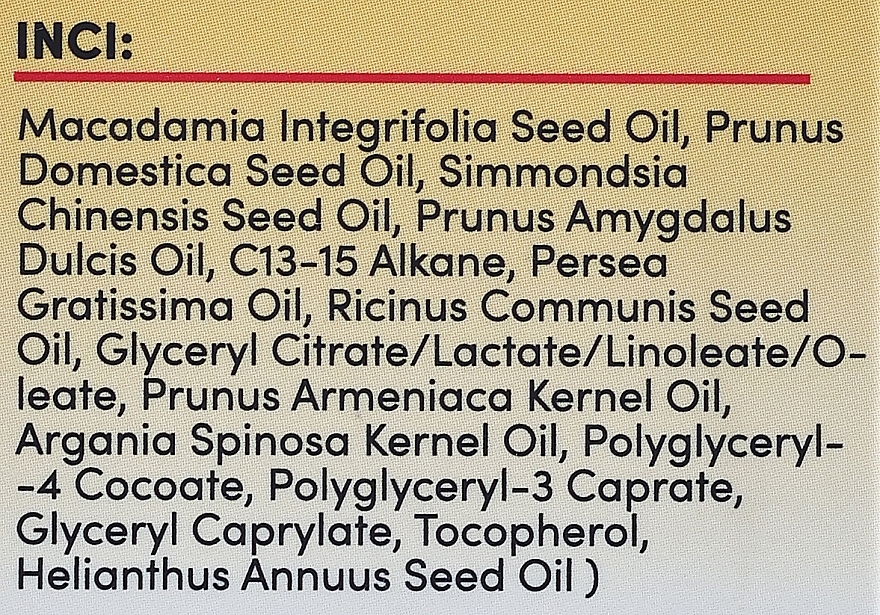 INCI:
Macadamia Integrifolia Seed Oil, Prunus
Domestica Seed Oil, Simmondsia
Chinensis Seed Oil, Prunus Amygdalus
Dulcis Oil, C13-15 Alkane, Persea
Gratissima Oil, Ricinus Communis Seed
Oil, Glyceryl Citrate/Lactate/Linoleate/O-
leate, Prunus Armeniaca Kernel Oil,
Argania Spinosa Kernel Oil, Polyglyceryl-
-4 Cocoate, Polyglyceryl-3 Caprate,
Glyceryl Caprylate, Tocopherol,
Helianthus Annuus Seed Oil )